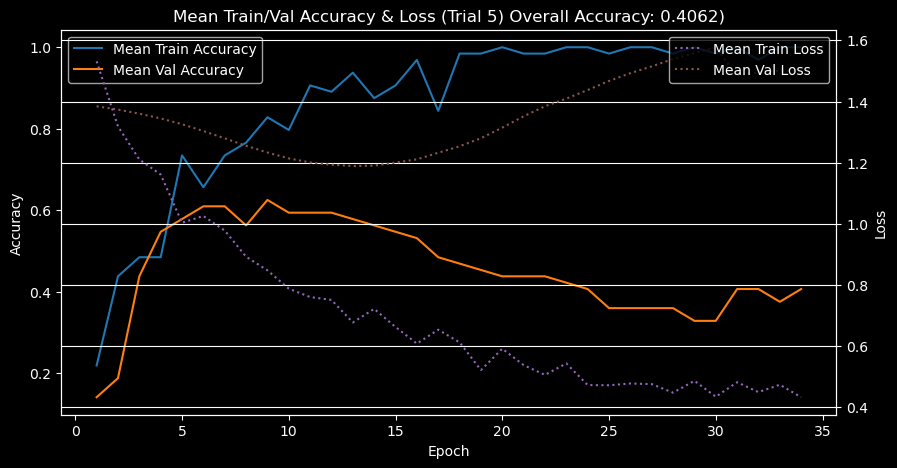 Mean Train/Val Accuracy & Loss (Trial 5) Overall Accuracy: 0.4062)
Mean Train Accuracy
Mean Val Accuracy
Mean Train Loss
Mean Val Loss
1.0
0.8
0.6
0.4
0.2
Accuracy
1.6
1.4
1.2
1.0
0.8
0.6
0.4
Loss
0 5 10 15 20 25 30 35
Epoch